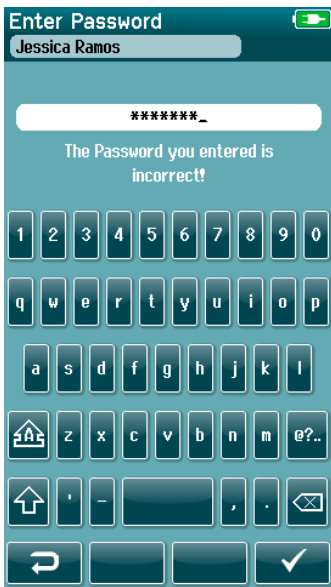 Enter Password
Jessica Ramos
*******_
The Password you entered is
incorrect!
1 2 3 4 5 6 7 8 9 0
q w e r t y u i o p
a s d f g h j k l
A z x c v b n m @?..
' - , .